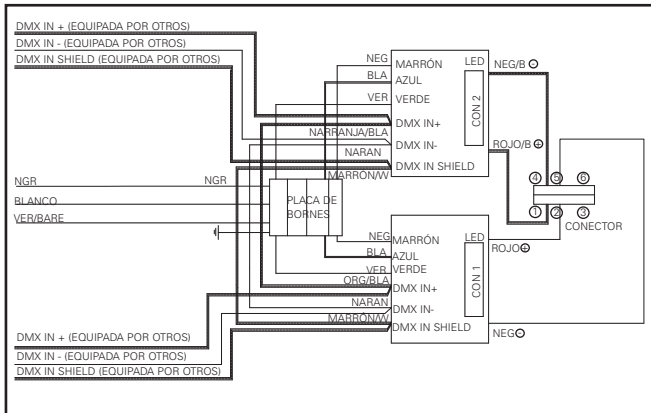 DMX IN + (EQUIPADA POR OTROS)
DMX IN - (EQUIPADA POR OTROS)
DMX IN SHIELD (EQUIPADA POR OTROS)
NEG
BLA
VER
NARRANJA/BLA
NARAN
MARRÓN/W
MARRÓN
AZUL
VERDE
DMX IN+
DMX IN-
DMX IN SHIELD
LED
CON 2
NEG/B -
ROJO/B +
4 5 6
1 2 3
CONECTOR
NGR
NGR
BLANCO
VER/BARE
PLACA DE
BORNES
NEG
BLA
VER
ORG/BLA
NARAN
MARRÓN/W
MARRÓN
AZUL
VERDE
DMX IN+
DMX IN-
DMX IN SHIELD
LED
CON 1
ROJO+
NEG-
DMX IN + (EQUIPADA POR OTROS)
DMX IN - (EQUIPADA POR OTROS)
DMX IN SHIELD (EQUIPADA POR OTROS)